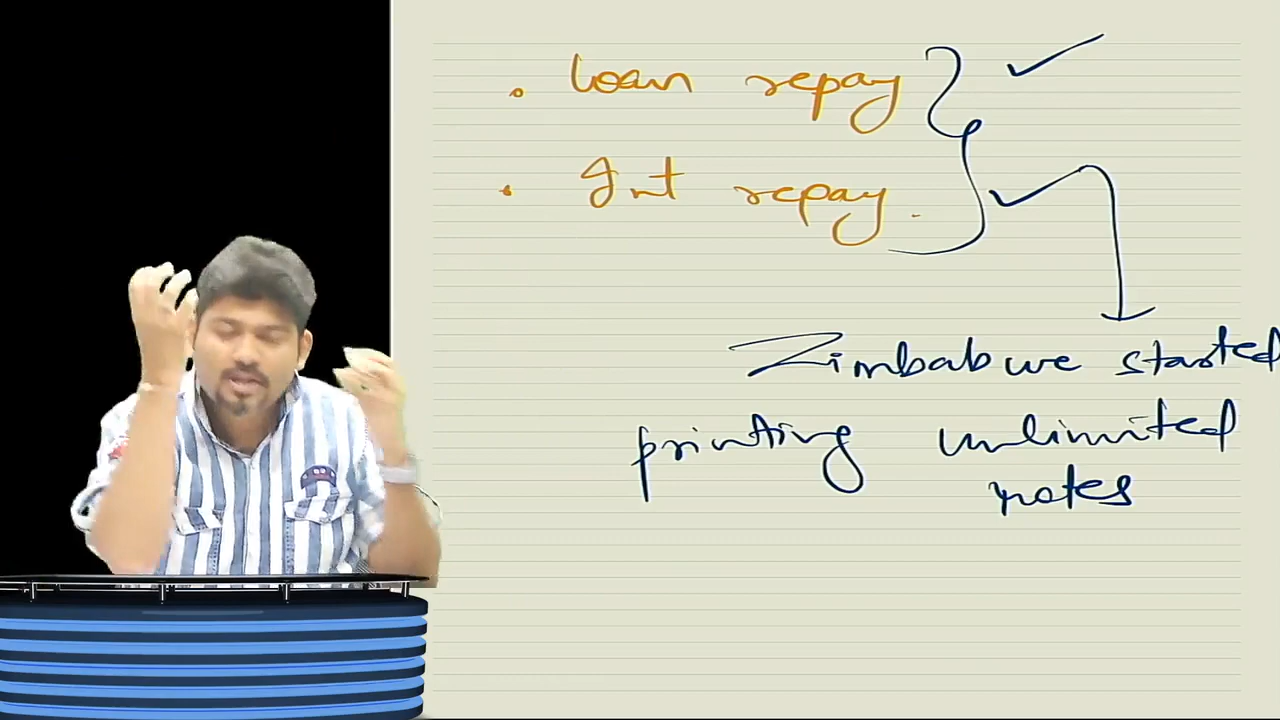 • loan repay
• Int repay.
Zimbabwe started
printing unlimited
notes